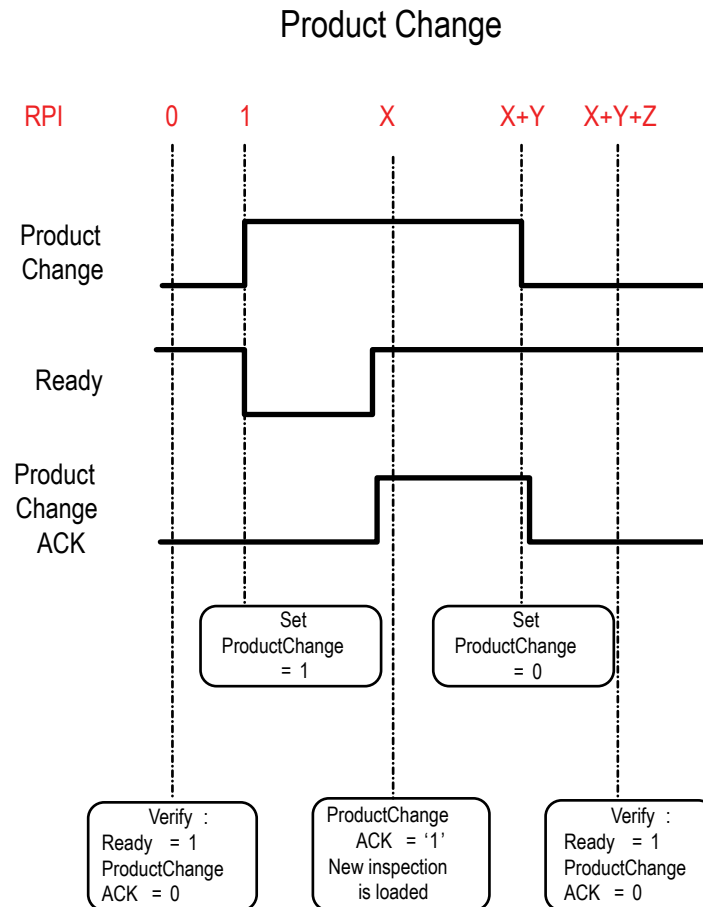 Product Change
RPI 0 1 X X+Y X+Y+Z
Product
Change
Ready
Product
Change
ACK
Set
ProductChange
= 1
Set
ProductChange
= 0
Verify :
Ready = 1
ProductChange
ACK = 0
ProductChange
ACK = ‘1’
New inspection
is loaded
Verify :
Ready = 1
ProductChange
ACK = 0